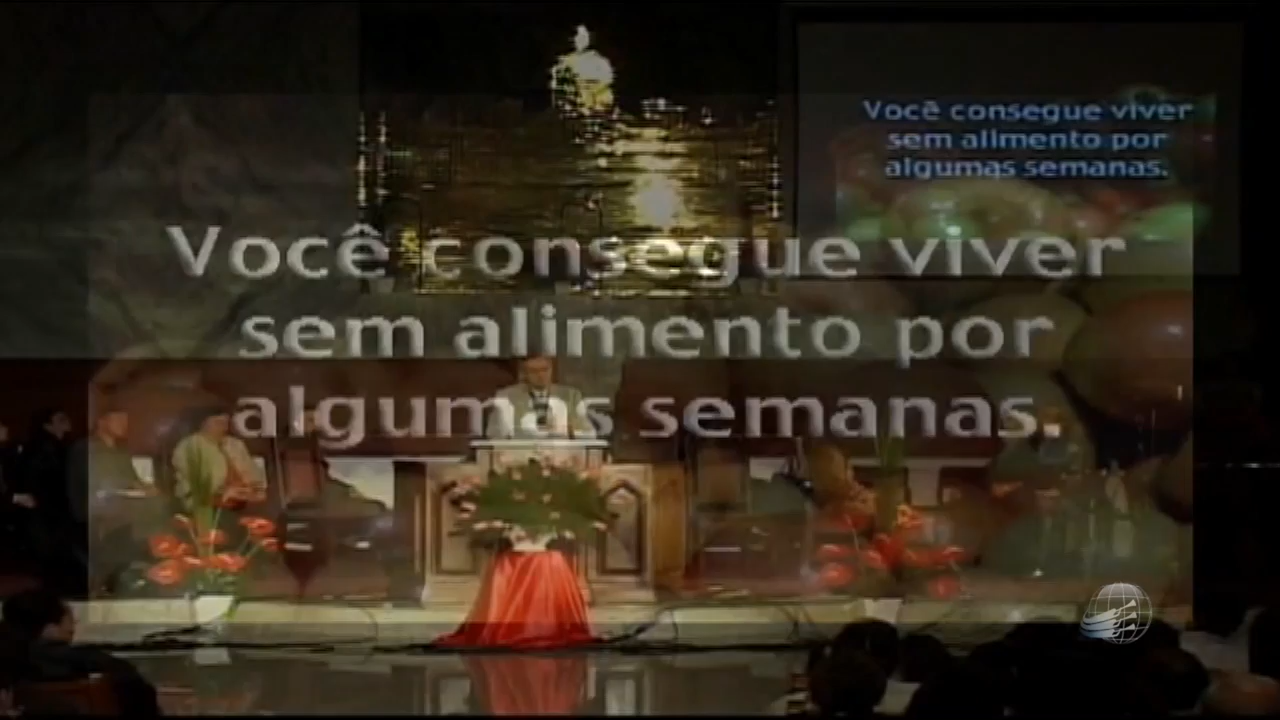 Você consegue viver
sem alimento por
algumas semanas.
Você consegue viver
sem alimento por
algumas semanas.